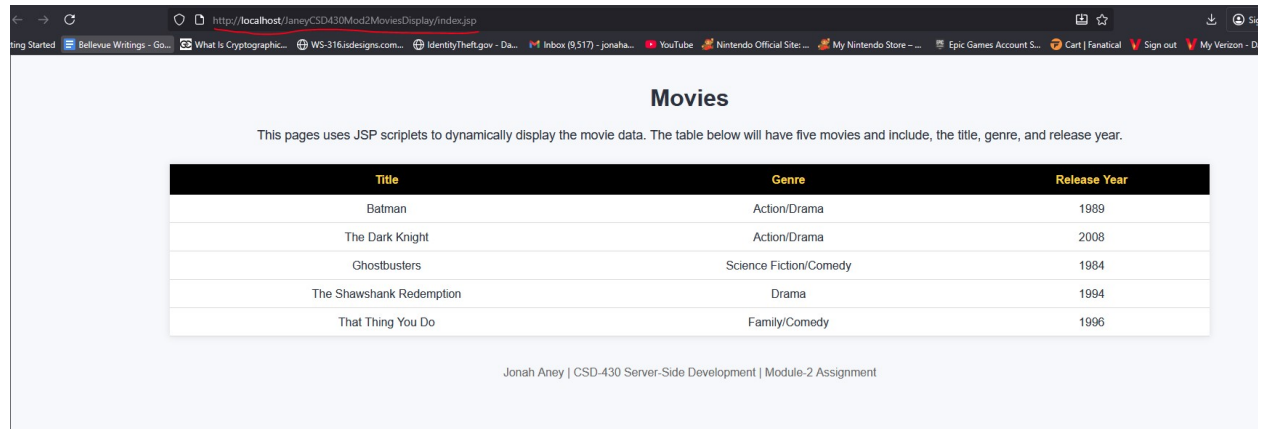 http://localhost/JaneyCSD430Mod2MoviesDisplay/index.jsp Sig
ting Started Bellevue Writings - Go... What Is Cryptographic... WS-316.isdesigns.com... IdentityTheft.gov - Da... Inbox (9,517) - jonaha... YouTube Nintendo Official Site: ... My Nintendo Store – ... Epic Games Account S... Cart | Fanatical Sign out My Verizon - D
Movies
This pages uses JSP scriplets to dynamically display the movie data. The table below will have five movies and include, the title, genre, and release year.
Title Genre Release Year
Batman Action/Drama 1989
The Dark Knight Action/Drama 2008
Ghostbusters Science Fiction/Comedy 1984
The Shawshank Redemption Drama 1994
That Thing You Do Family/Comedy 1996
Jonah Aney | CSD-430 Server-Side Development | Module-2 Assignment